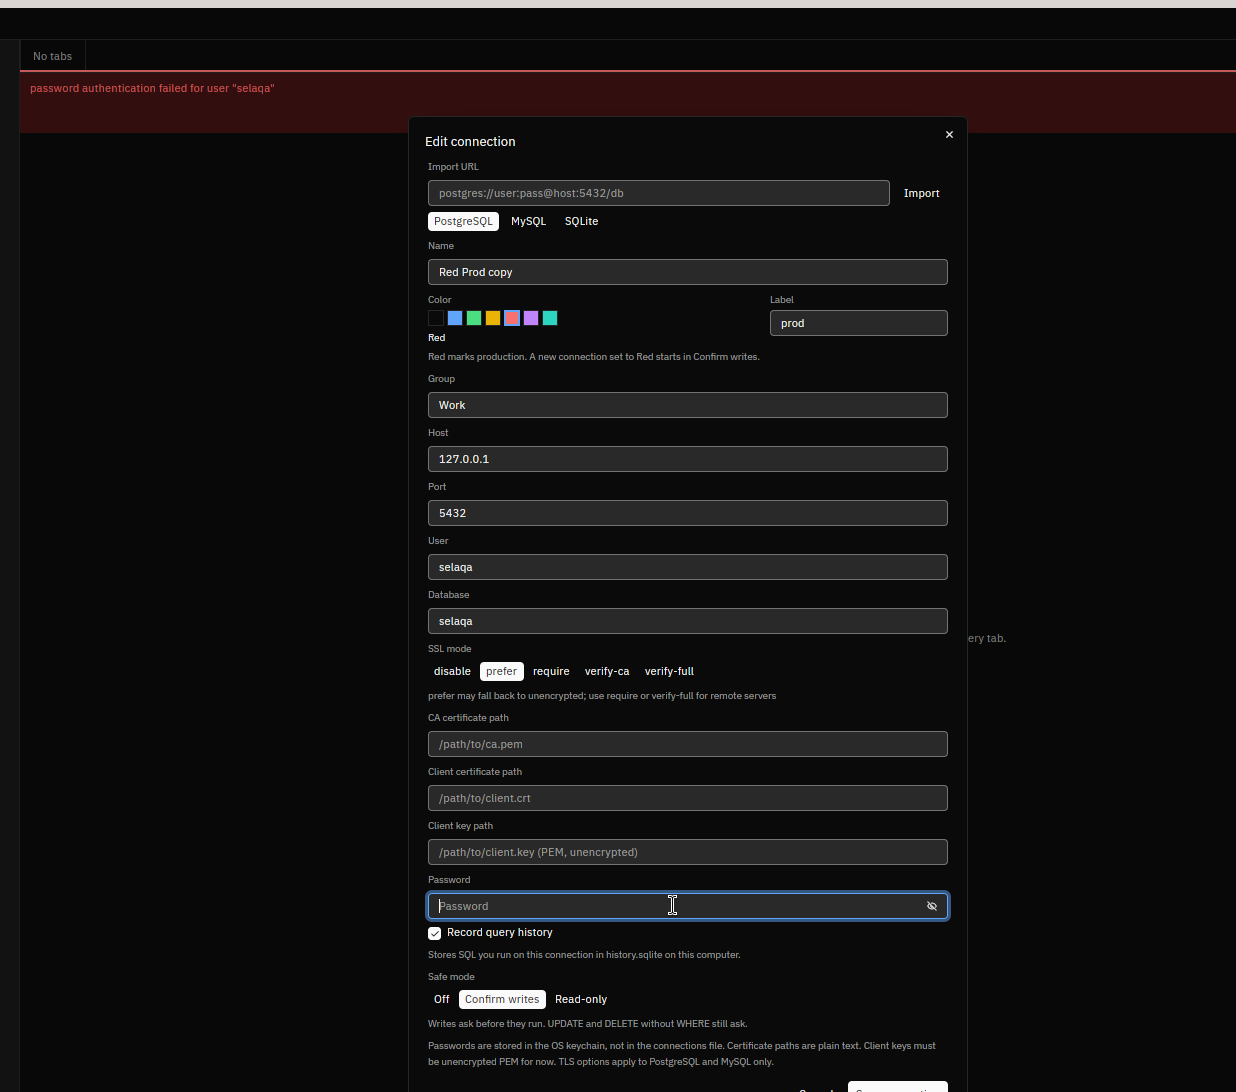 No tabs
password authentication failed for user "selaqa"
Edit connection
Import URL
postgres://user:pass@host:5432/db
Import
PostgreSQL MySQL SQLite
Name
Red Prod copy
Color
Label
prod
Red
Red marks production. A new connection set to Red starts in Confirm writes.
Group
Work
Host
127.0.0.1
Port
5432
User
selaqa
Database
selaqa
ery tab.
SSL mode
disable prefer require verify-ca verify-full
prefer may fall back to unencrypted; use require or verify-full for remote servers
CA certificate path
/path/to/ca.pem
Client certificate path
/path/to/client.crt
Client key path
/path/to/client.key (PEM, unencrypted)
Password
Password
Record query history
Stores SQL you run on this connection in history.sqlite on this computer.
Safe mode
Off Confirm writes Read-only
Writes ask before they run. UPDATE and DELETE without WHERE still ask.
Passwords are stored in the OS keychain, not in the connections file. Certificate paths are plain text. Client keys must
be unencrypted PEM for now. TLS options apply to PostgreSQL and MySQL only.